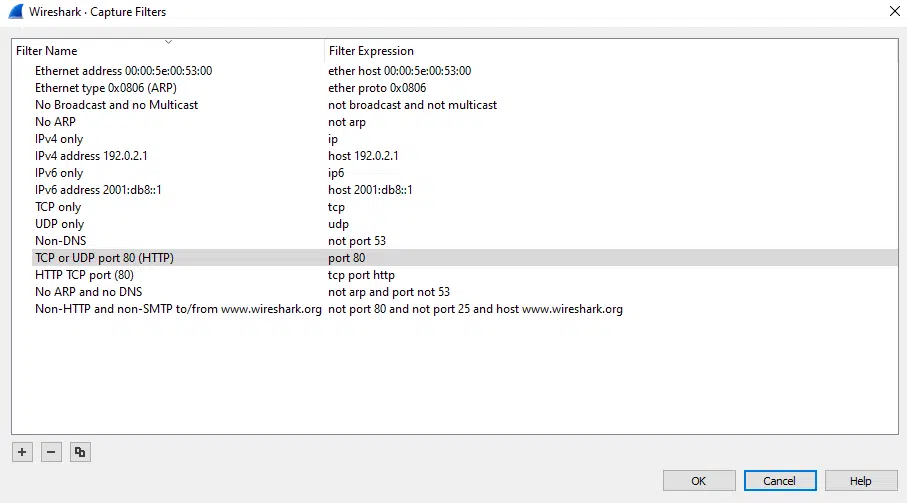 Wireshark · Capture Filters
Filter Name Filter Expression
Ethernet address 00:00:5e:00:53:00 ether host 00:00:5e:00:53:00
Ethernet type 0x0806 (ARP) ether proto 0x0806
No Broadcast and no Multicast not broadcast and not multicast
No ARP not arp
IPv4 only ip
IPv4 address 192.0.2.1 host 192.0.2.1
IPv6 only ip6
IPv6 address 2001:db8::1 host 2001:db8::1
TCP only tcp
UDP only udp
Non-DNS not port 53
TCP or UDP port 80 (HTTP) port 80
HTTP TCP port (80) tcp port http
No ARP and no DNS not arp and port not 53
Non-HTTP and non-SMTP to/from www.wireshark.org not port 80 and not port 25 and host www.wireshark.org
OK Cancel Help